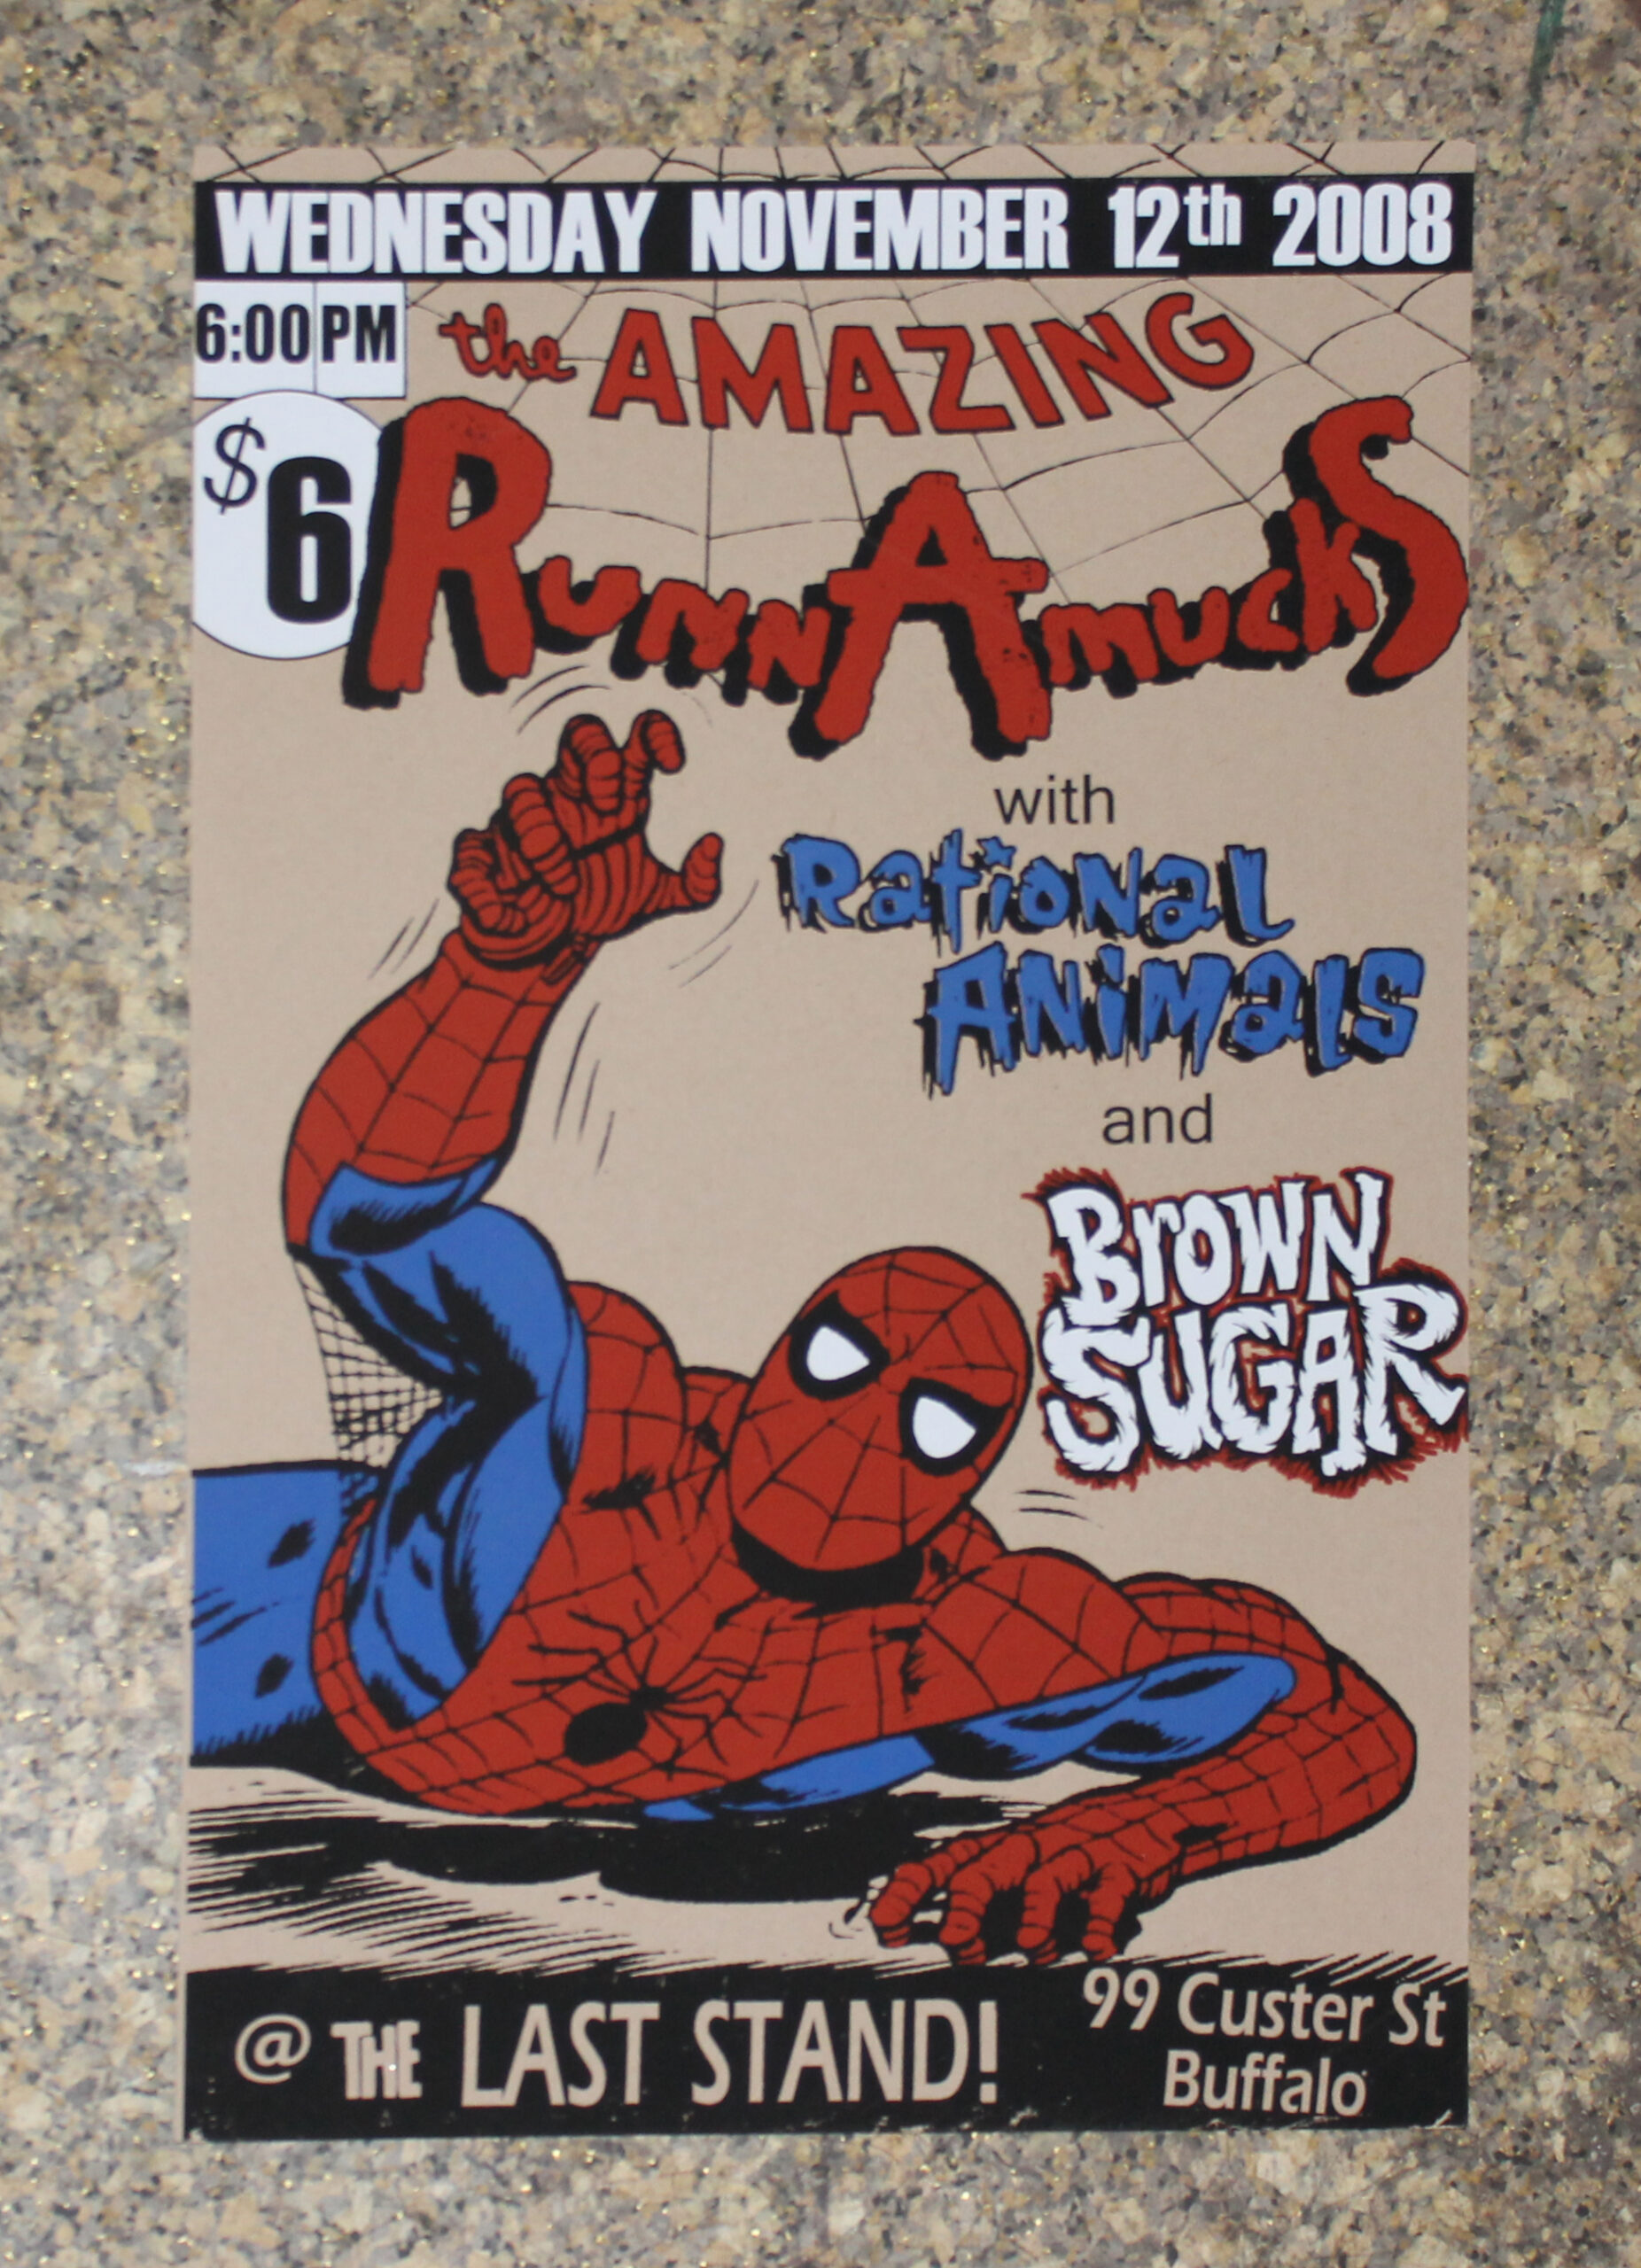 WEDNESDAY NOVEMBER 12th 2008
6:00 PM
$6
the AMAZING
RunnAmuckS
with
Rational
Animals
and
Brown
SUGAR
@ THE LAST STAND!
99 Custer St
Buffalo